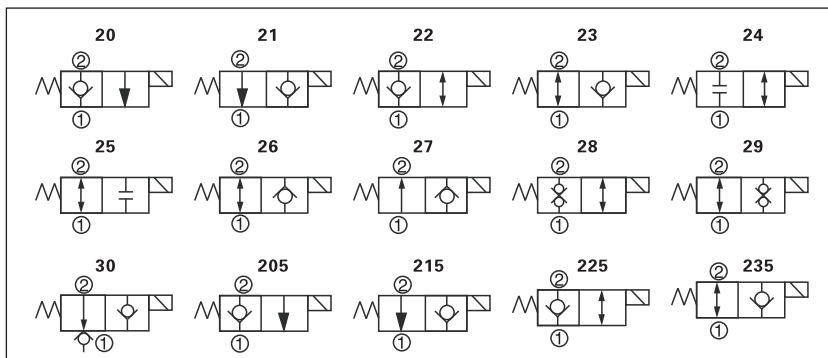 20 21 22 23 24
② ② ② ② ②
① ① ① ① ①
25 26 27 28 29
② ② ② ② ②
① ① ① ① ①
30 205 215 225 235
② ② ② ② ②
① ① ① ① ①